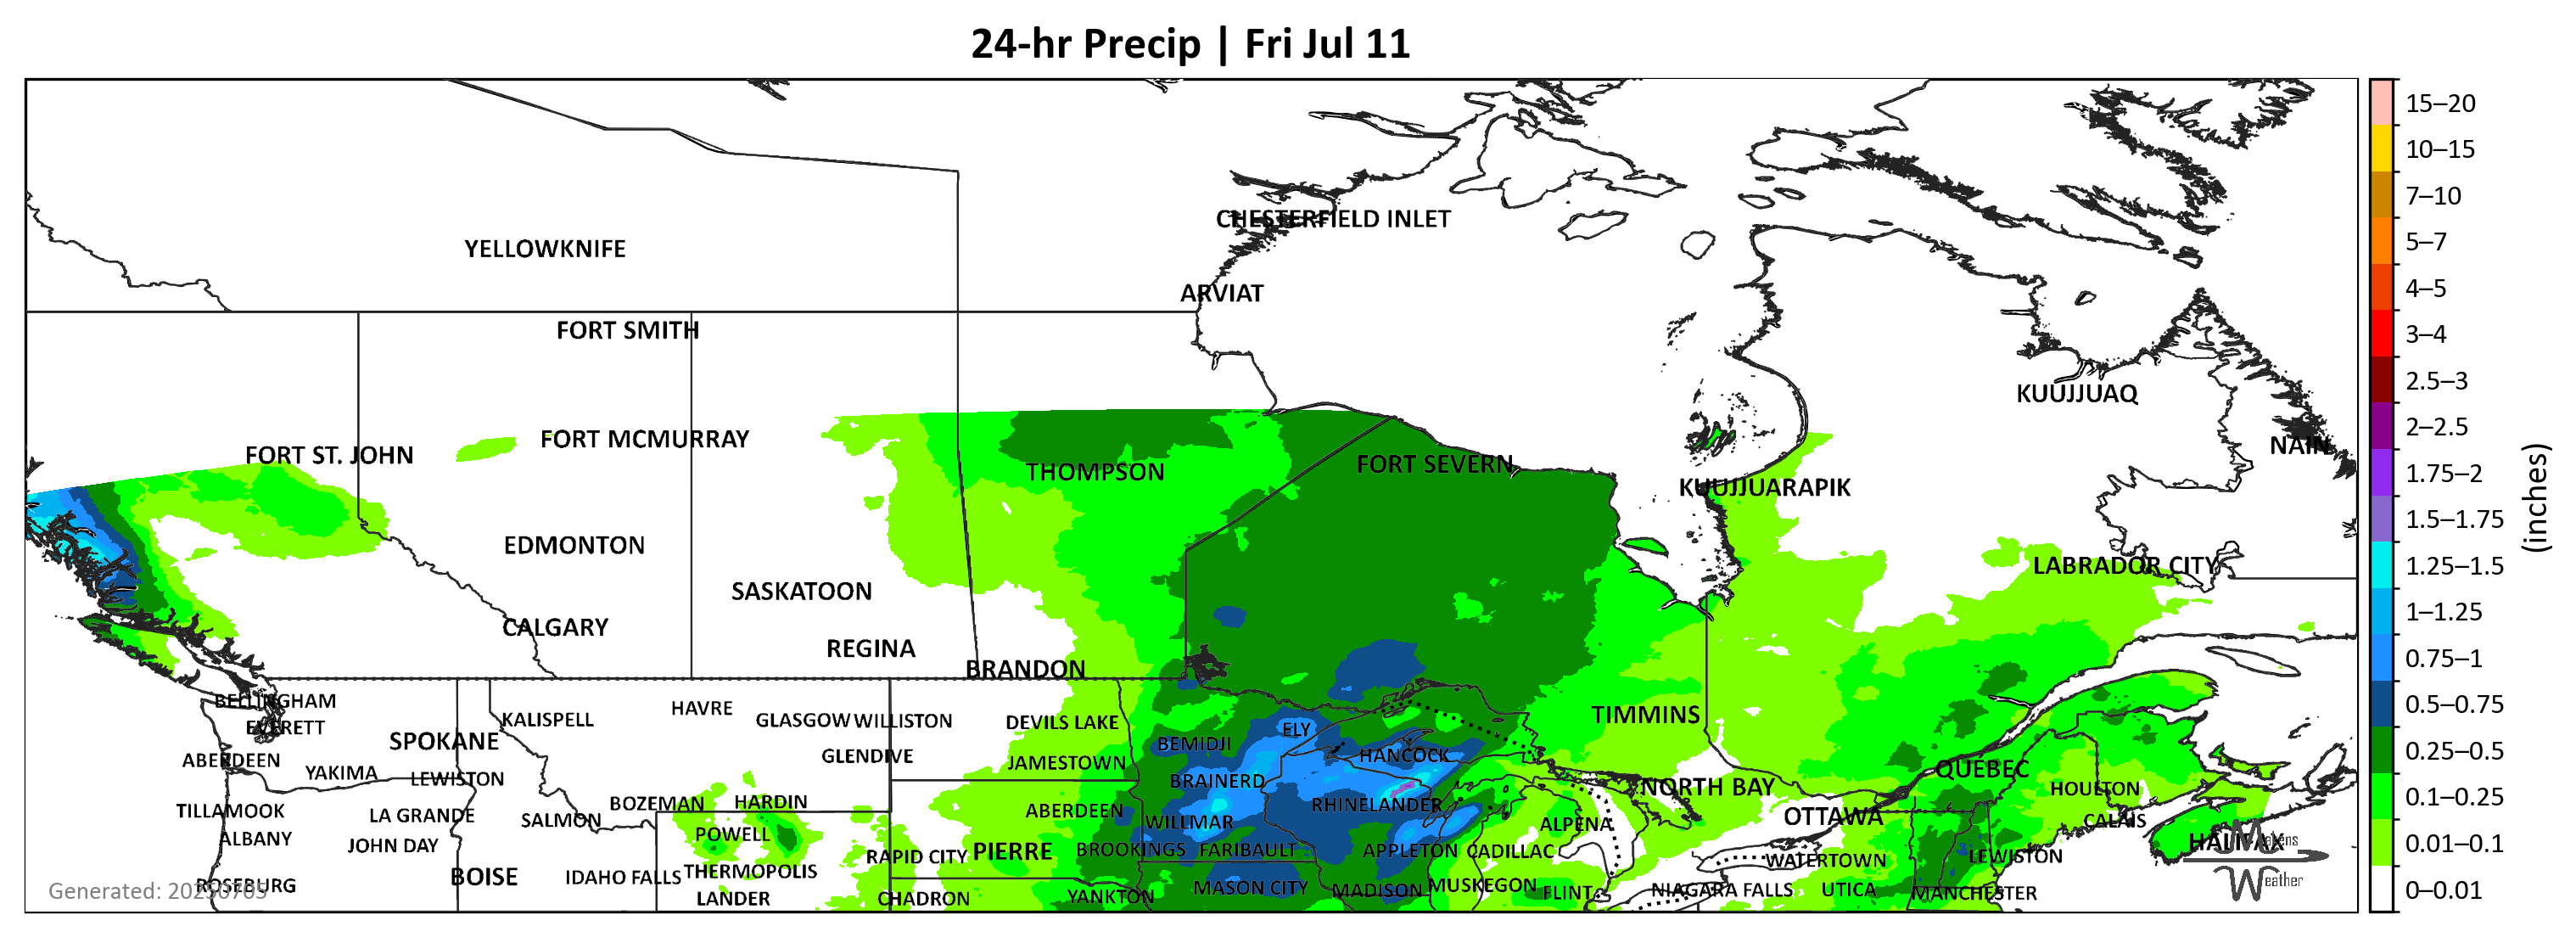 24-hr Precip | Fri Jul 11
CHESTERFIELD INLET
YELLOWKNIFE
ARVIAT
FORT SMITH
KUUJJUAQ
FORT MCMURRAY
NAIN
FORT ST. JOHN
FORT SEVERN
THOMPSON
KUUJJUARAPIK
EDMONTON
LABRADOR CITY
SASKATOON
CALGARY
REGINA
BRANDON
BELLINGHAM
KALISPELL
HAVRE
GLASGOW
WILLISTON
DEVILS LAKE
TIMMINS
EVERETT
ELY
SPOKANE
BEMIDJI
ABERDEEN
GLENDIVE
JAMESTOWN
HANCOCK
YAKIMA
LEWISTON
BRAINERD
QUEBEC
NORTH BAY
HOULTON
TILLAMOOK
LA GRANDE
SALMON
BOZEMAN
HARDIN
ABERDEEN
WILLMAR
RHINELANDER
ALPENA
OTTAWA
CALAIS
ALBANY
JOHN DAY
POWELL
RAPID CITY
PIERRE
BROOKINGS
FARIBAULT
APPLETON
CADILLAC
WATERTOWN
LEWISTON
HALIFAX
Mavens
Weather
BOISE
IDAHO FALLS
THERMOPOLIS
ROSEBURG
LANDER
CHADRON
YANKTON
MASON CITY
MADISON
MUSKEGON
FLINT
NIAGARA FALLS
UTICA
MANCHESTER
Generated: 20250705
15–20
10–15
7–10
5–7
4–5
3–4
2.5–3
2–2.5
1.75–2
1.5–1.75
1.25–1.5
1–1.25
0.75–1
0.5–0.75
0.25–0.5
0.1–0.25
0.01–0.1
0–0.01
(inches)